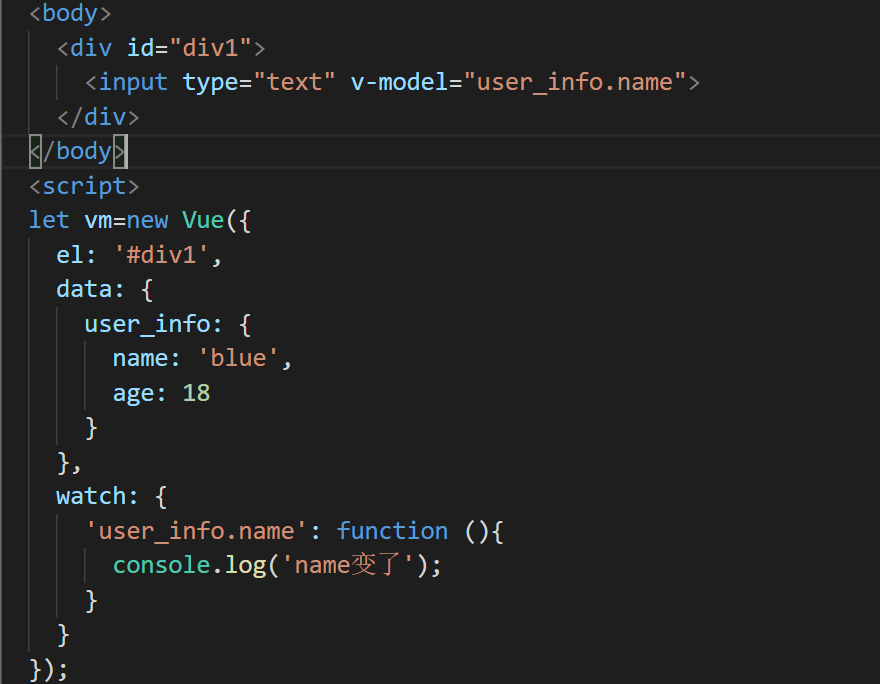 <body>
  <div id="div1">
    <input type="text" v-model="user_info.name">
  </div>
</body>
<script>
let vm=new Vue({
  el: '#div1',
  data: {
    user_info: {
      name: 'blue',
      age: 18
    }
  },
  watch: {
    'user_info.name': function (){
      console.log('name变了');
    }
  }
});